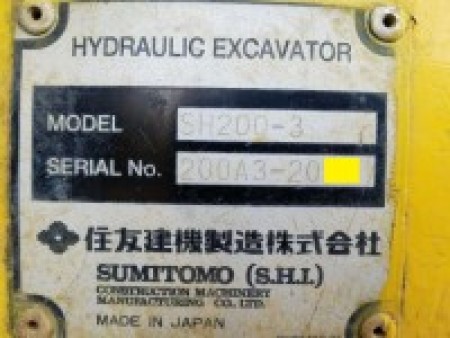 HYDRAULIC EXCAVATOR
MODEL SH200-3
SERIAL No. 200A3-20
住友建機製造株式会社
SUMITOMO (S.H.I.)
CONSTRUCTION MACHINERY
MANUFACTURING CO., LTD.
MADE IN JAPAN